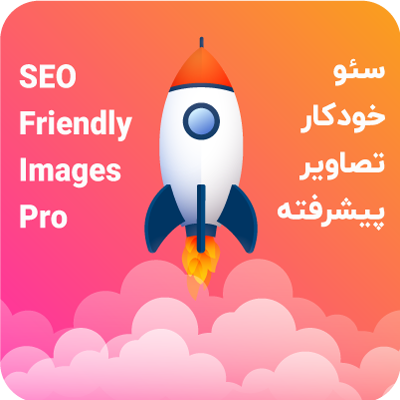 SEO
Friendly
Images
Pro
سئو
خودکار
تصاویر
پیشرفته